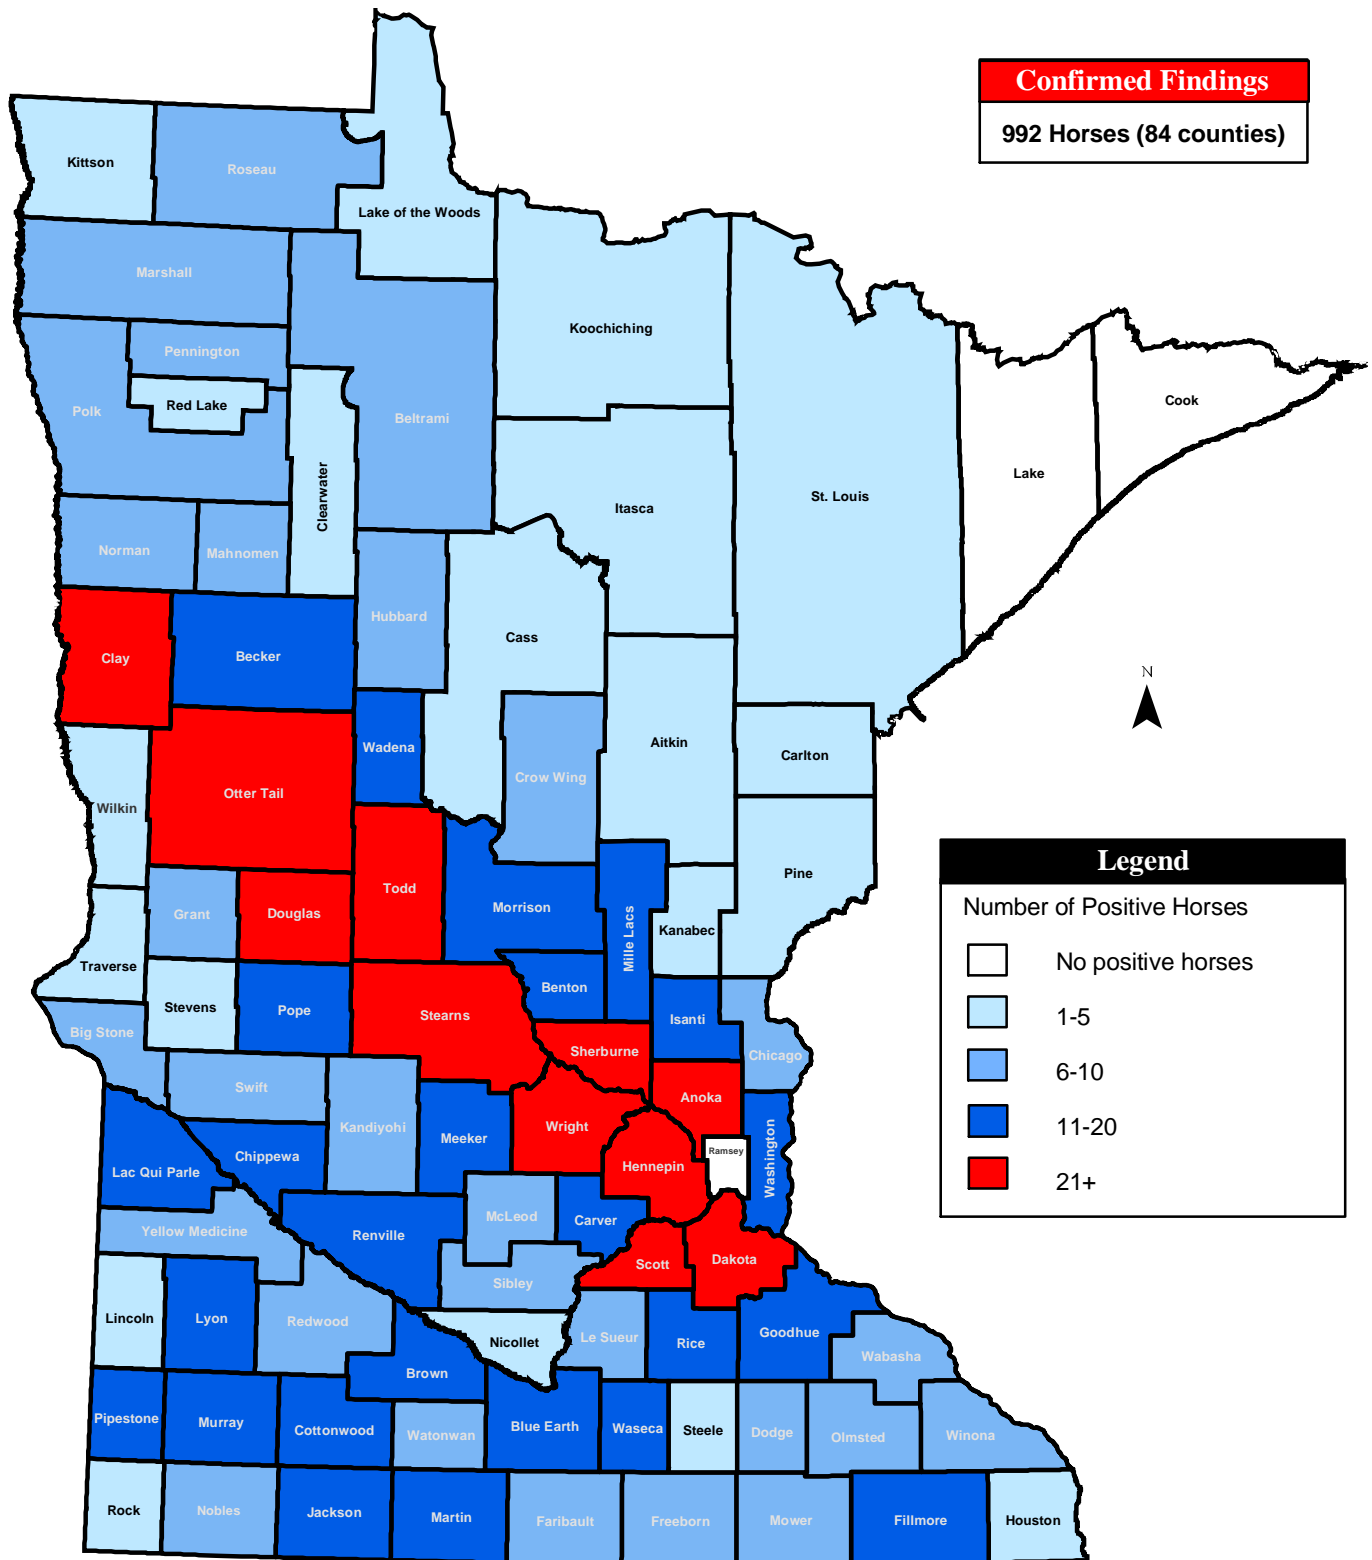 Confirmed Findings
992 Horses (84 counties)
Kittson
Roseau
Lake of the Woods
Marshall
Koochiching
Pennington
Red Lake
Polk
Beltrami
Cook
Lake
St. Louis
Itasca
Clearwater
Norman
Mahnomen
Hubbard
Cass
Clay
Becker
N
Wadena
Aitkin
Carlton
Crow Wing
Otter Tail
Wilkin
Legend
Number of Positive Horses
No positive horses
1-5
6-10
11-20
21+
Pine
Todd
Morrison
Grant
Douglas
Kanabec
Mille Lacs
Traverse
Benton
Stevens
Pope
Stearns
Isanti
Big Stone
Sherburne
Chicago
Swift
Anoka
Kandiyohi
Wright
Meeker
Ramsey
Chippewa
Hennepin
Lac Qui Parle
Washington
McLeod
Carver
Yellow Medicine
Renville
Scott
Dakota
Sibley
Lincoln
Lyon
Redwood
Nicollet
Le Sueur
Rice
Goodhue
Wabasha
Brown
Pipestone
Murray
Cottonwood
Watonwan
Blue Earth
Waseca
Steele
Dodge
Olmsted
Winona
Rock
Nobles
Jackson
Martin
Faribault
Freeborn
Mower
Fillmore
Houston